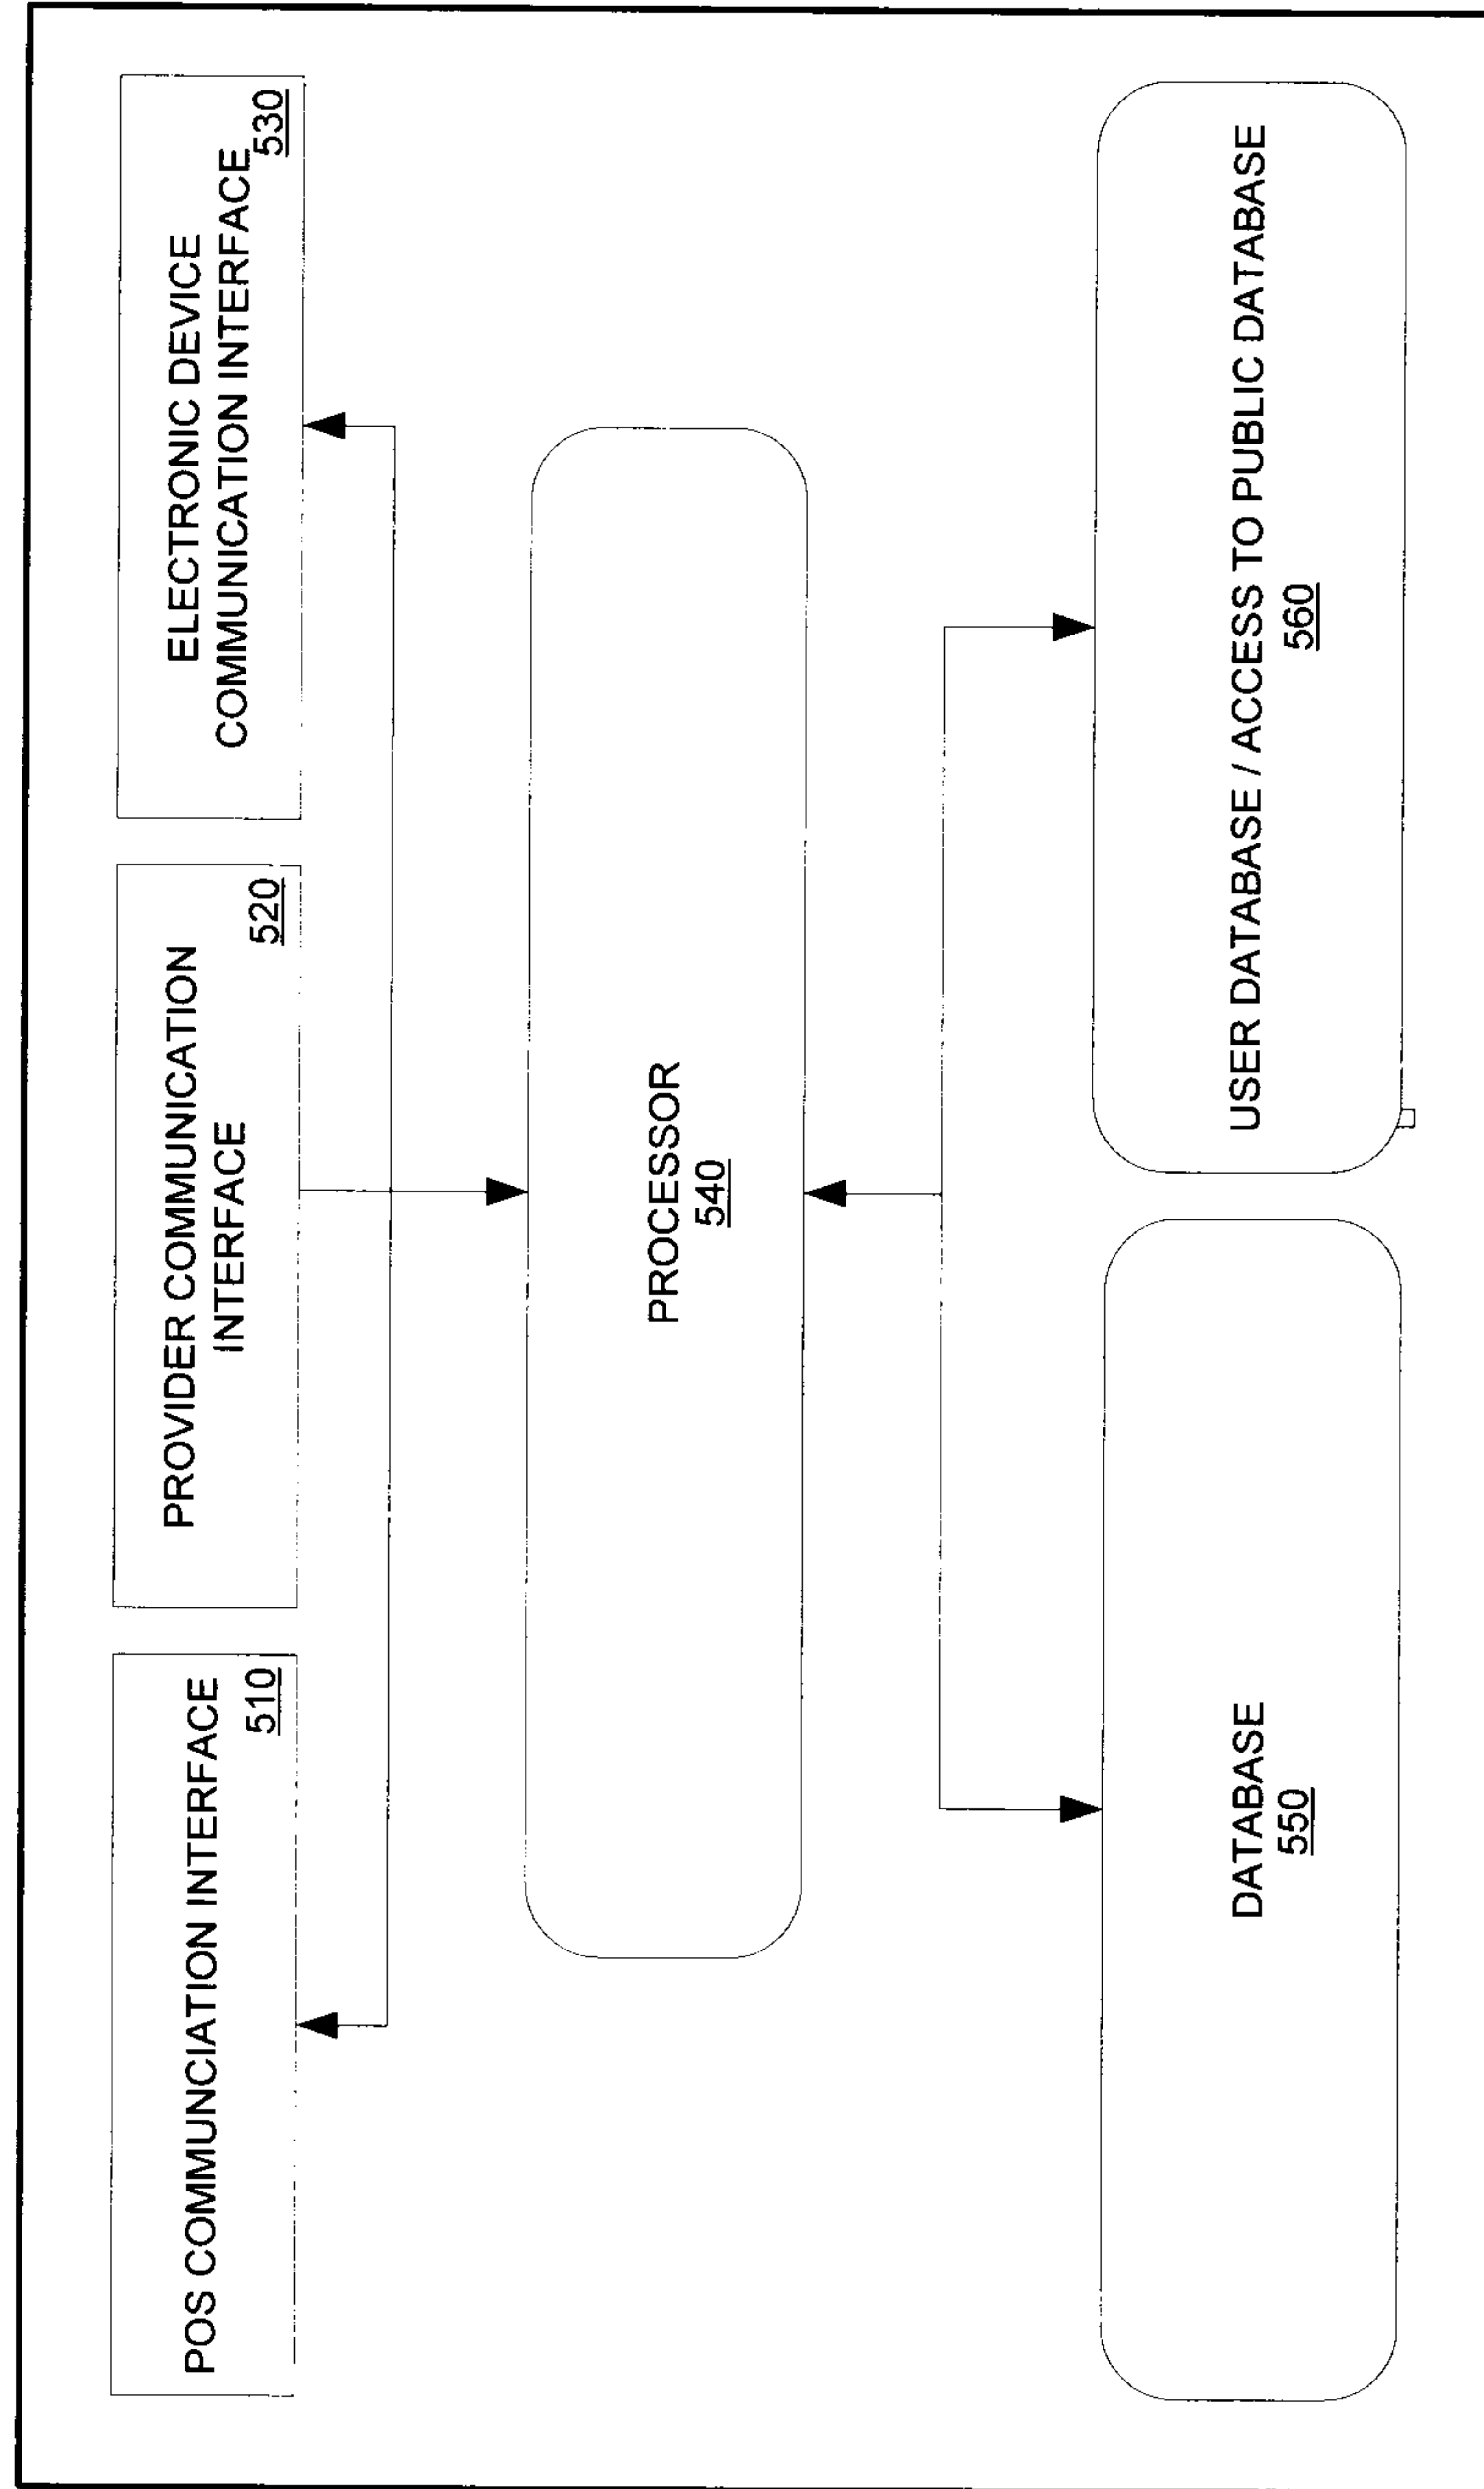 POS COMMUNCIATION INTERFACE
510
PROVIDER COMMUNICATION
INTERFACE
520
ELECTRONIC DEVICE
COMMUNICATION INTERFACE
530
PROCESSOR
540
DATABASE
550
USER DATABASE / ACCESS TO PUBLIC DATABASE
560